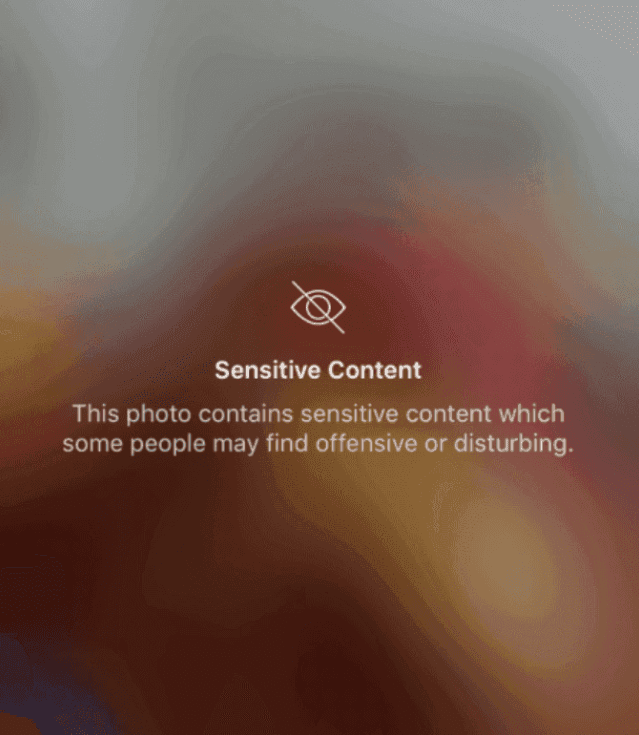 Sensitive Content
This photo contains sensitive content which
some people may find offensive or disturbing.